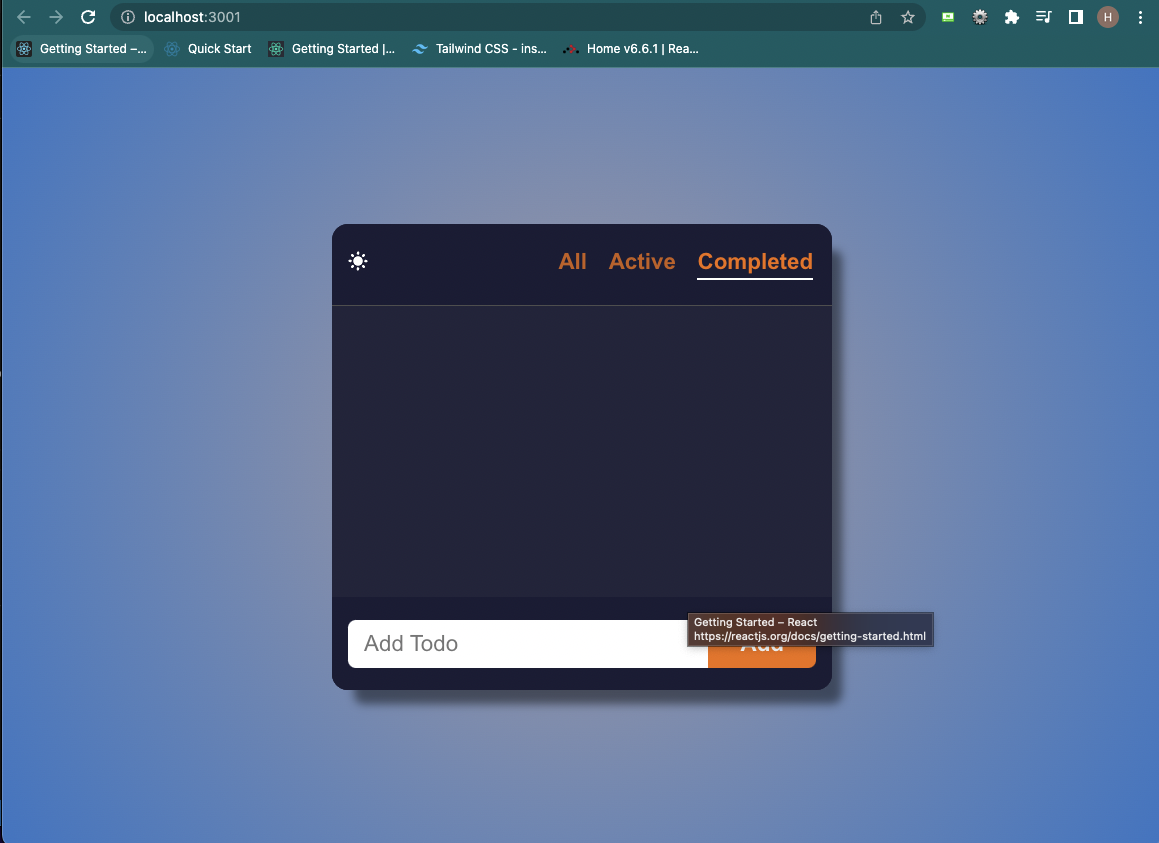 localhost:3001
H
Getting Started –... Quick Start Getting Started |... Tailwind CSS - ins... Home v6.6.1 | Rea...
All Active Completed
Getting Started – React
https://reactjs.org/docs/getting-started.html
Add Todo Add